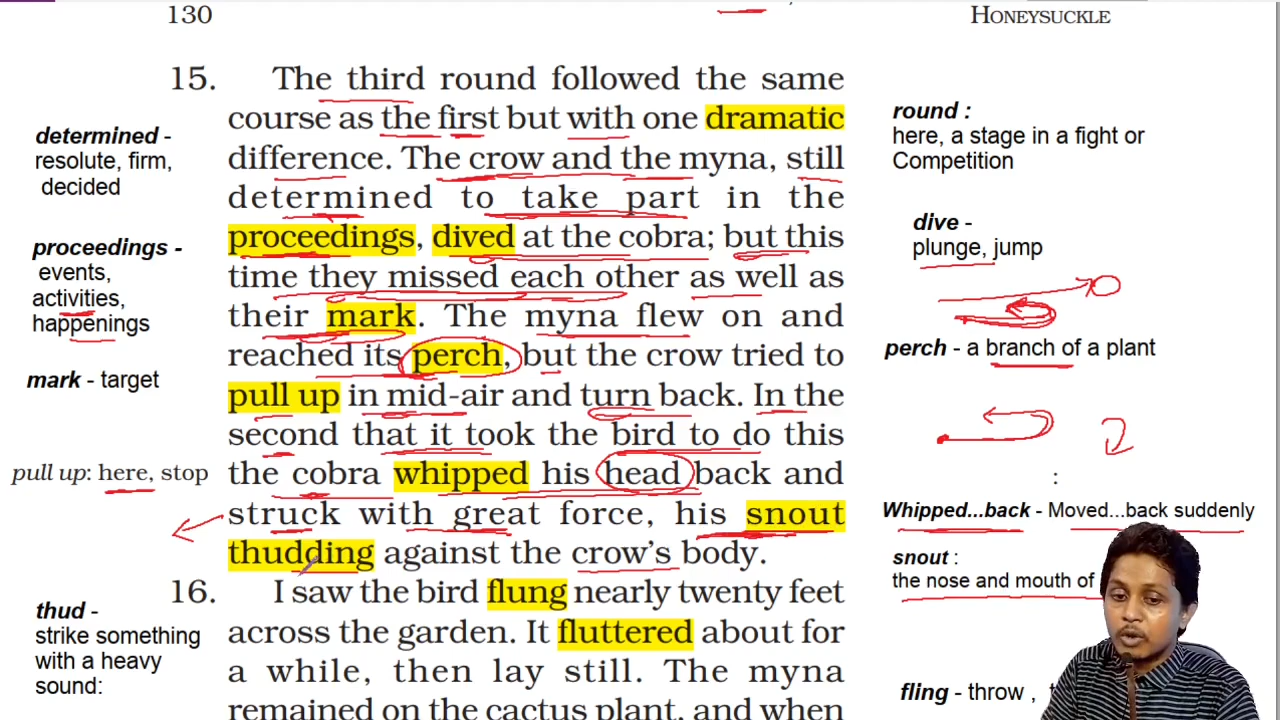 130
HONEYSUCKLE
15. The third round followed the same
course as the first but with one dramatic
difference. The crow and the myna, still
determined to take part in the
proceedings, dived at the cobra; but this
time they missed each other as well as
their mark. The myna flew on and
reached its perch, but the crow tried to
pull up in mid-air and turn back. In the
second that it took the bird to do this
the cobra whipped his head back and
struck with great force, his snout
thudding against the crow's body.
16. I saw the bird flung nearly twenty feet
across the garden. It fluttered about for
a while, then lay still. The myna
remained on the cactus plant, and when
determined -
resolute, firm,
decided
proceedings -
events,
activities,
happenings
mark - target
pull up: here, stop
thud -
strike something
with a heavy
sound:
round :
here, a stage in a fight or
Competition
dive -
plunge, jump
perch - a branch of a plant
:
Whipped...back - Moved...back suddenly
snout :
the nose and mouth of
fling - throw ,